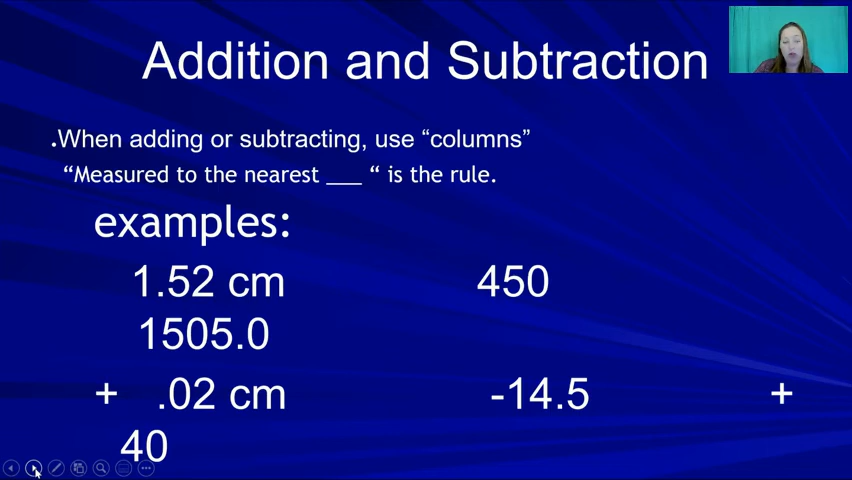 Addition and Subtraction
.When adding or subtracting, use “columns”
“Measured to the nearest ___ “ is the rule.
examples:
1.52 cm 450
1505.0
+ .02 cm -14.5 +
40